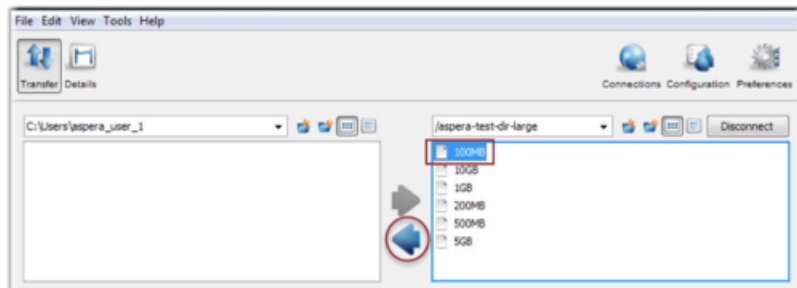 File Edit View Tools Help
Transfer Details
Connections Configuration Preferences
C:\Users\aspera_user_1
/aspera-test-dir-large
Disconnect
100MB
10GB
1GB
200MB
500MB
5GB